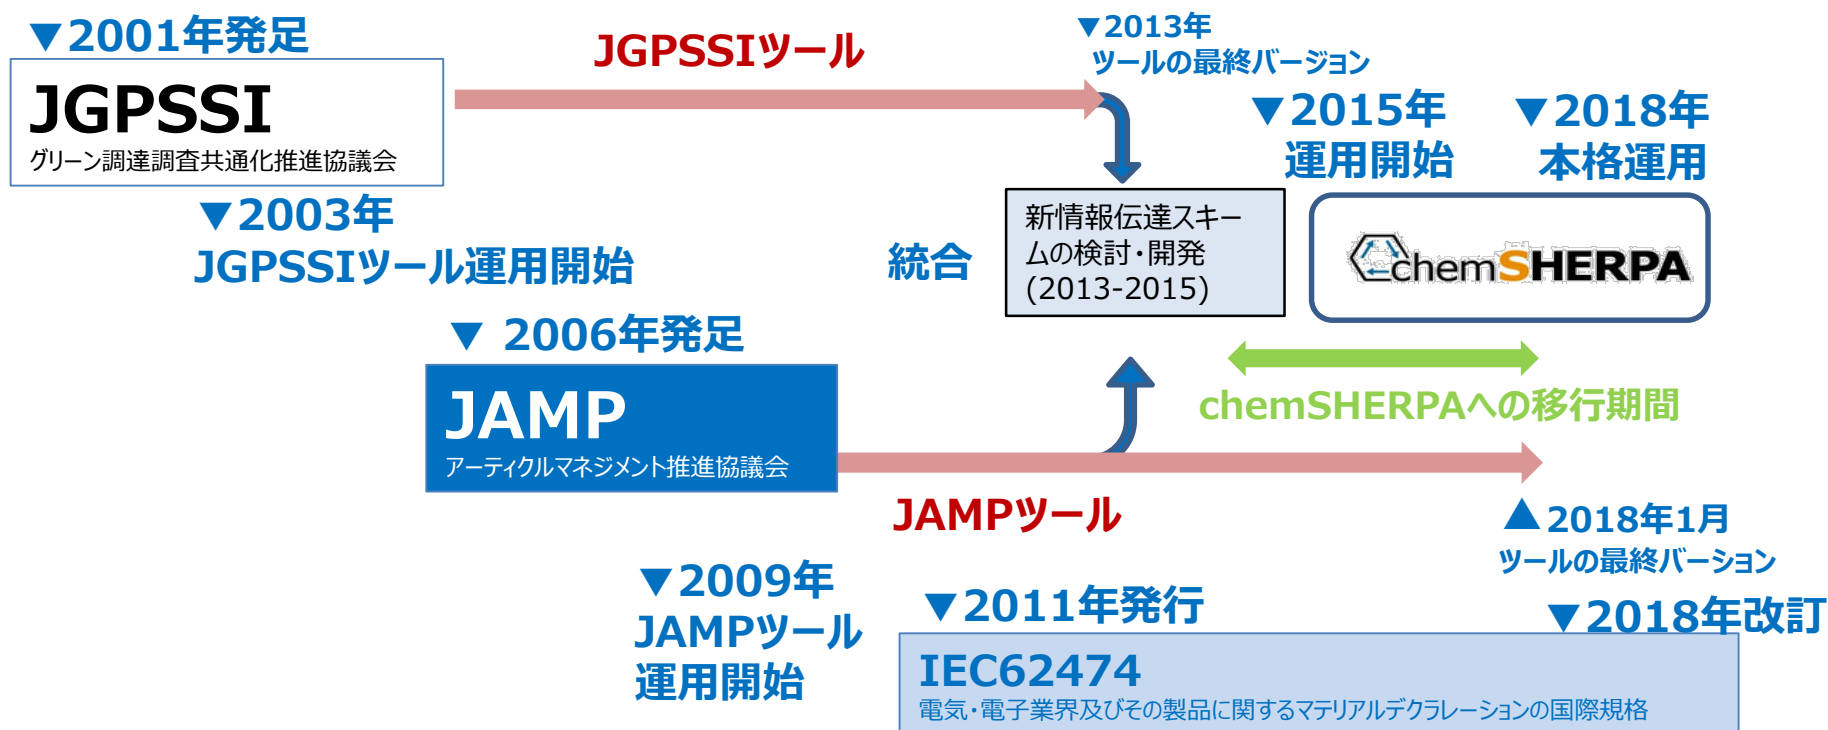 ▼2001年発足
JGPSSI
グリーン調達調査共通化推進協議会
▼2003年
JGPSSIツール運用開始
JGPSSIツール
▼2013年
ツールの最終バージョン
▼2015年
運用開始
▼2018年
本格運用
統合
新情報伝達スキー
ムの検討・開発
(2013-2015)
chemSHERPA
chemSHERPAへの移行期間
▼ 2006年発足
JAMP
アーティクルマネジメント推進協議会
JAMPツール
▲2018年1月
ツールの最終バーション
▼2009年
JAMPツール
運用開始
▼2011年発行
▼2018年改訂
IEC62474
電気・電子業界及びその製品に関するマテリアルデクラレーションの国際規格